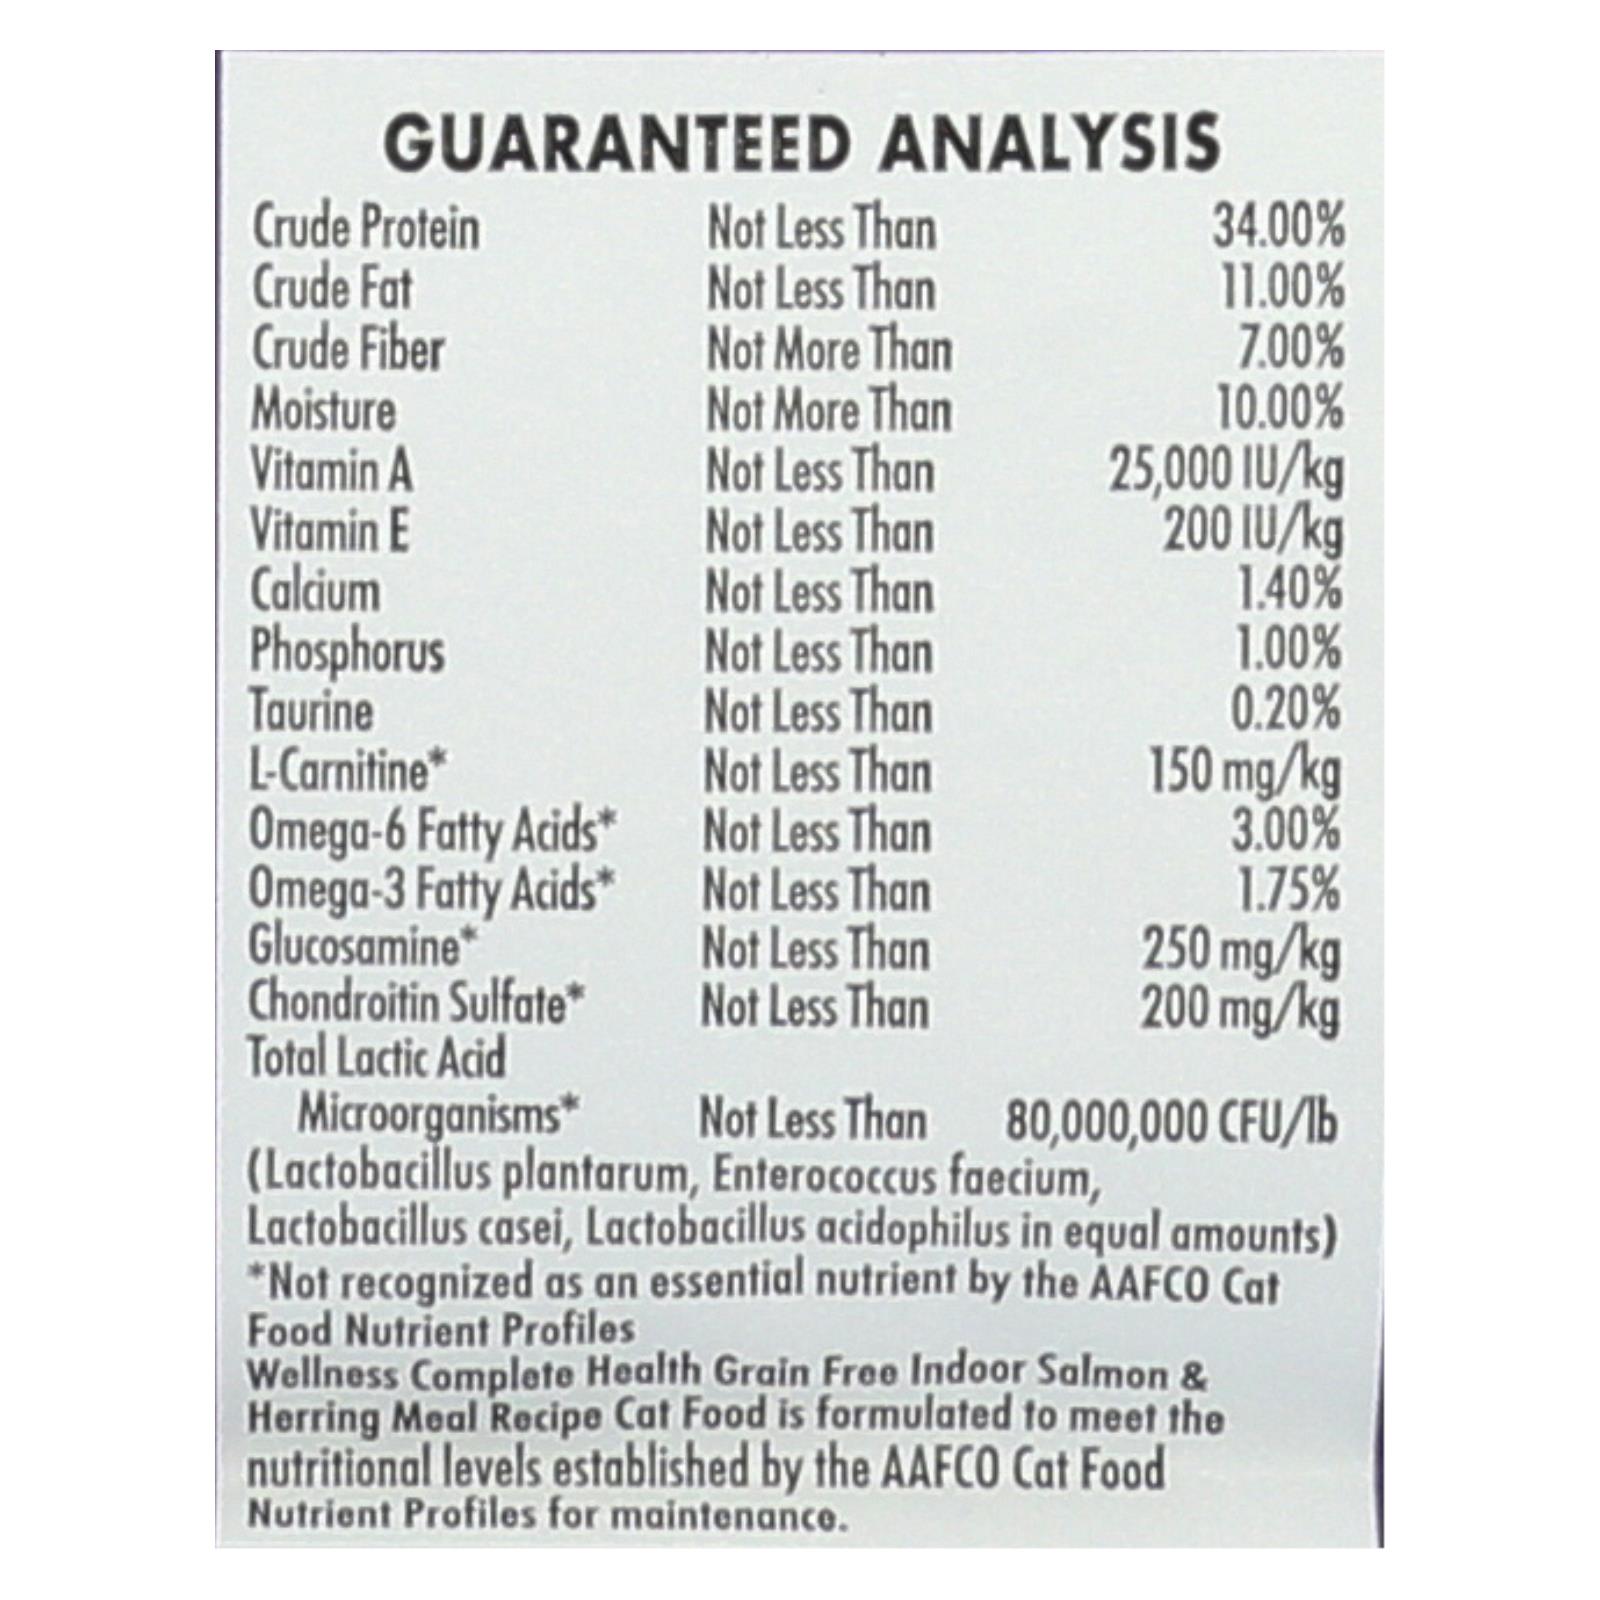 GUARANTEED ANALYSIS
Crude Protein Not Less Than 34.00%
Crude Fat Not Less Than 11.00%
Crude Fiber Not More Than 7.00%
Moisture Not More Than 10.00%
Vitamin A Not Less Than 25,000 IU/kg
Vitamin E Not Less Than 200 IU/kg
Calcium Not Less Than 1.40%
Phosphorus Not Less Than 1.00%
Taurine Not Less Than 0.20%
L-Carnitine* Not Less Than 150 mg/kg
Omega-6 Fatty Acids* Not Less Than 3.00%
Omega-3 Fatty Acids* Not Less Than 1.75%
Glucosamine* Not Less Than 250 mg/kg
Chondroitin Sulfate* Not Less Than 200 mg/kg
Total Lactic Acid
Microorganisms* Not Less Than 80,000,000 CFU/lb
(Lactobacillus plantarum, Enterococcus faecium,
Lactobacillus casei, Lactobacillus acidophilus in equal amounts)
*Not recognized as an essential nutrient by the AAFCO Cat
Food Nutrient Profiles
Wellness Complete Health Grain Free Indoor Salmon &
Herring Meal Recipe Cat Food is formulated to meet the
nutritional levels established by the AAFCO Cat Food
Nutrient Profiles for maintenance.